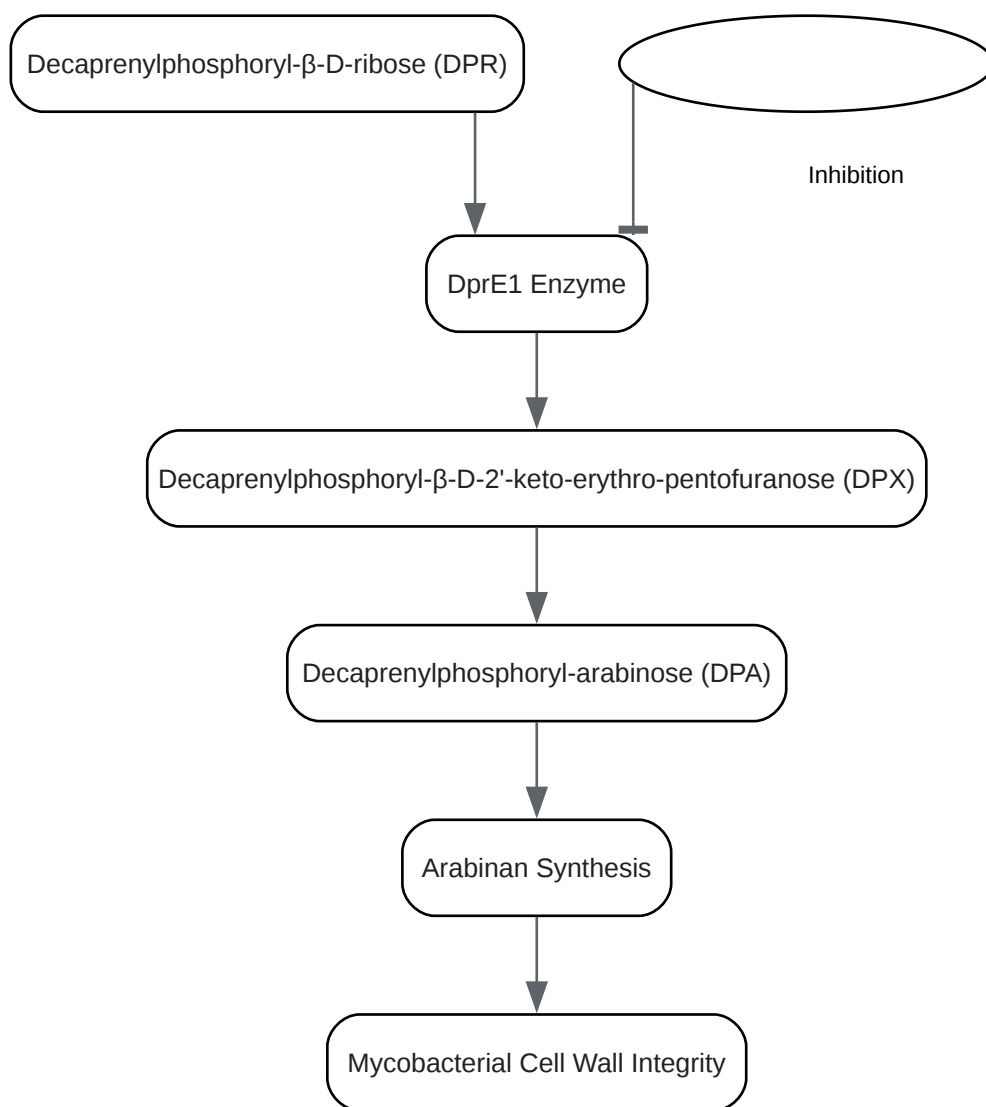 Decaprenylphosphoryl-β-D-ribose (DPR)
Inhibition
DprE1 Enzyme
Decaprenylphosphoryl-β-D-2'-keto-erythro-pentofuranose (DPX)
Decaprenylphosphoryl-arabinose (DPA)
Arabinan Synthesis
Mycobacterial Cell Wall Integrity